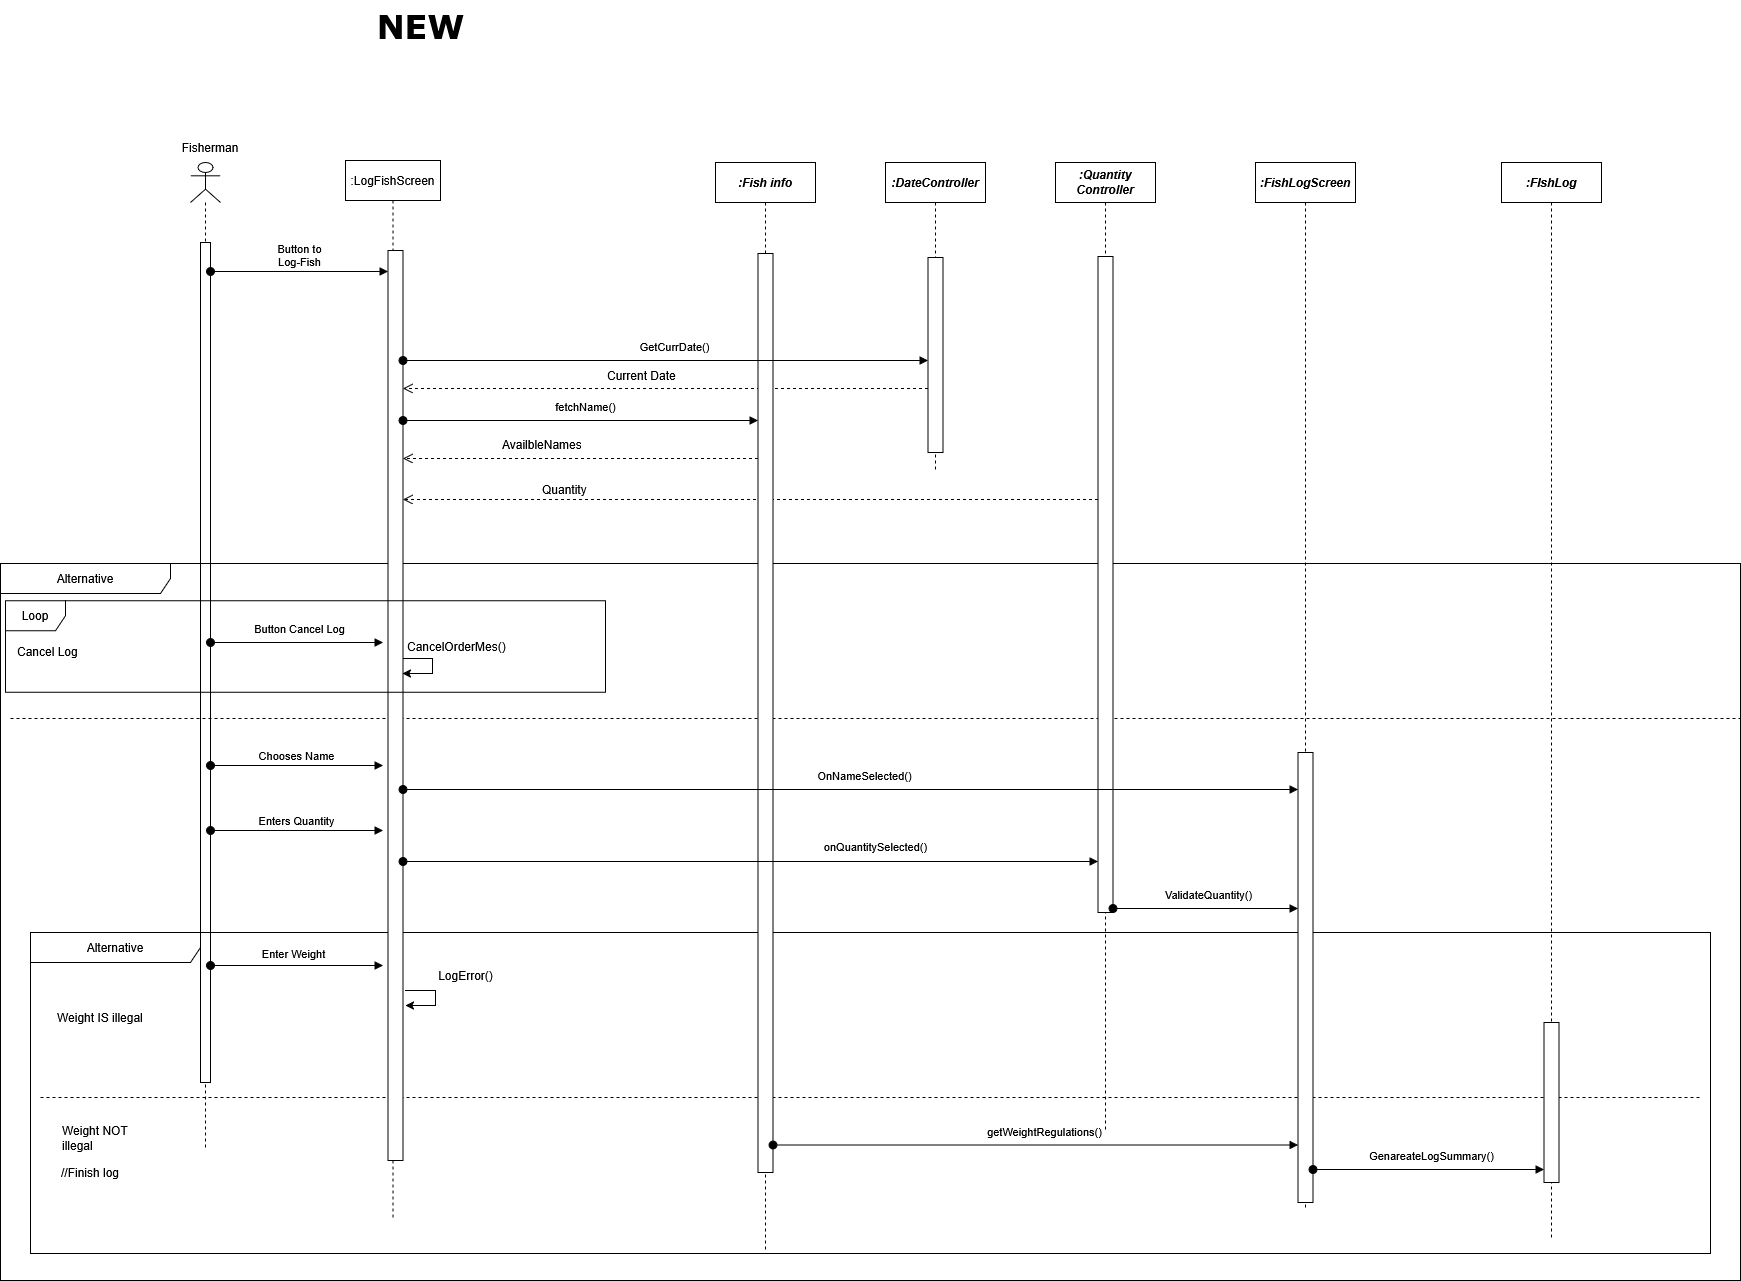 NEW
Fisherman
:LogFishScreen
:Fish info
:DateController
:Quantity
Controller
:FishLogScreen
:FIshLog
Button to
Log-Fish
GetCurrDate()
Current Date
fetchName()
AvailbleNames
Quantity
Alternative
Loop
Button Cancel Log
CancelOrderMes()
Cancel Log
Chooses Name
OnNameSelected()
Enters Quantity
onQuantitySelected()
ValidateQuantity()
Alternative
Enter Weight
LogError()
Weight IS illegal
Weight NOT
illegal
getWeightRegulations()
GenareateLogSummary()
//Finish log